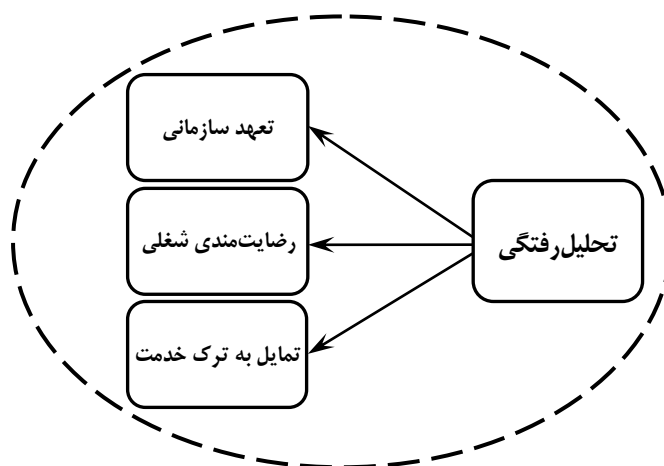 تعهد سازمانی
رضایت‌مندی شغلی
تحلیل‌رفتگی
تمایل به ترک خدمت